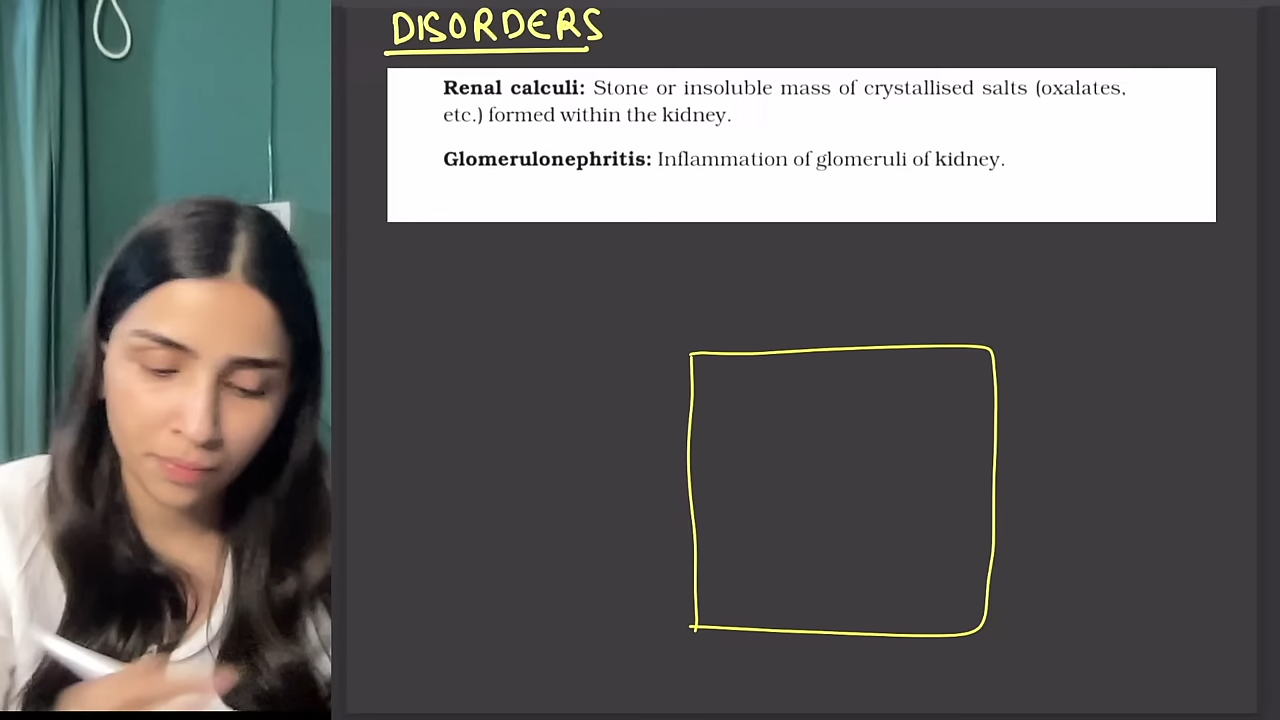 DISORDERS
Renal calculi: Stone or insoluble mass of crystallised salts (oxalates,
etc.) formed within the kidney.
Glomerulonephritis: Inflammation of glomeruli of kidney.